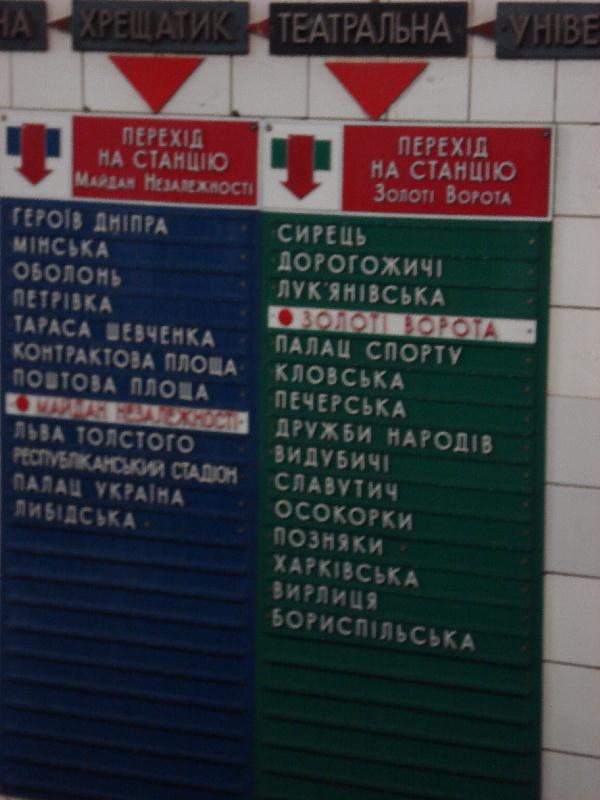 НА ХРЕЩАТИК ТЕАТРАЛЬНА УНІВЕ
ПЕРЕХІД
НА СТАНЦІЮ
Майдан Незалежності
ГЕРОЇВ ДНІПРА
МІНСЬКА
ОБОЛОНЬ
ПЕТРІВКА
ТАРАСА ШЕВЧЕНКА
КОНТРАКТОВА ПЛОЩА
ПОШТОВА ПЛОЩА
МАЙДАН НЕЗАЛЕЖНОСТІ
ЛЬВА ТОЛСТОГО
РЕСПУБЛІКАНСЬКИЙ СТАДІОН
ПАЛАЦ УКРАЇНА
ЛИБІДСЬКА
ПЕРЕХІД
НА СТАНЦІЮ
Золоті Ворота
СИРЕЦЬ
ДОРОГОЖИЧІ
ЛУК'ЯНІВСЬКА
ЗОЛОТІ ВОРОТА
ПАЛАЦ СПОРТУ
КЛОВСЬКА
ПЕЧЕРСЬКА
ДРУЖБИ НАРОДІВ
ВИДУБИЧІ
СЛАВУТИЧ
ОСОКОРКИ
ПОЗНЯКИ
ХАРКІВСЬКА
ВИРЛИЦЯ
БОРИСПІЛЬСЬКА